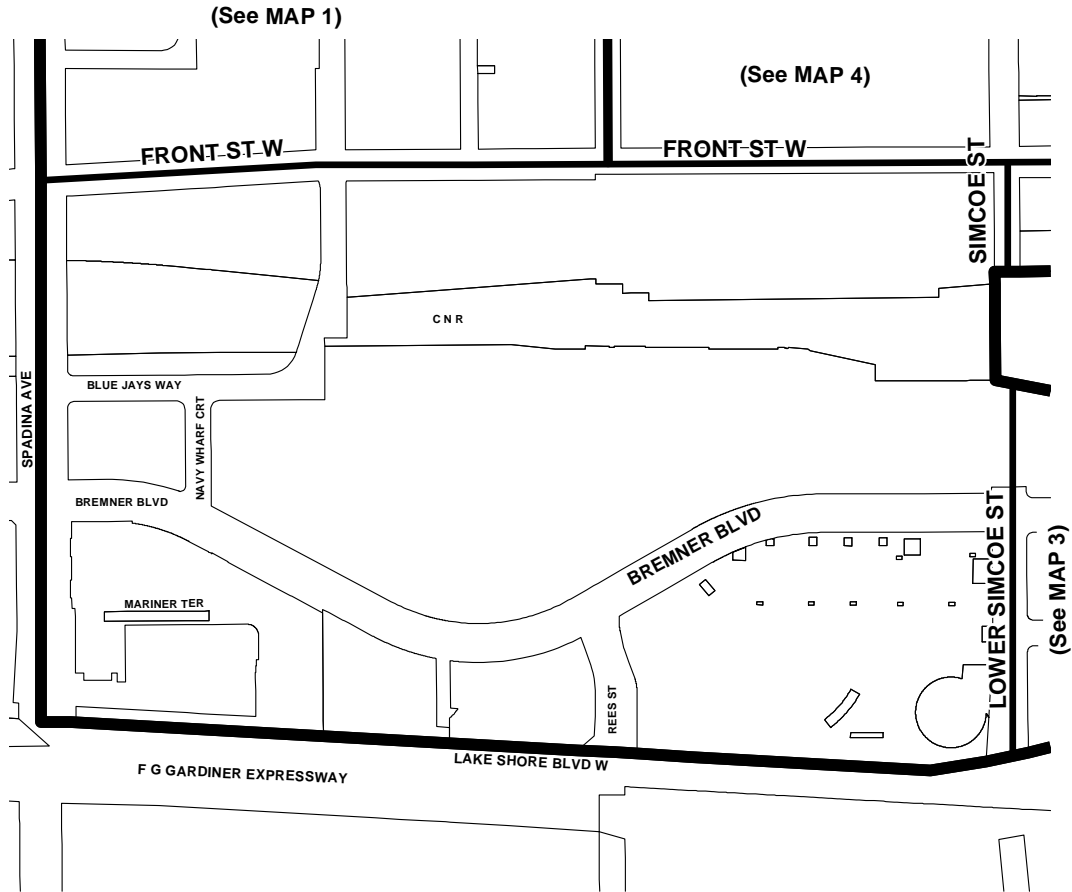 (See MAP 1)
(See MAP 4)
FRONT ST W
FRONT ST W
SIMCOE ST
C N R
BLUE JAYS WAY
SPADINA AVE
NAVY WHARF CRT
BREMNER BLVD
BREMNER BLVD
LOWER SIMCOE ST
(See MAP 3)
MARINER TER
REES ST
LAKE SHORE BLVD W
F G GARDINER EXPRESSWAY